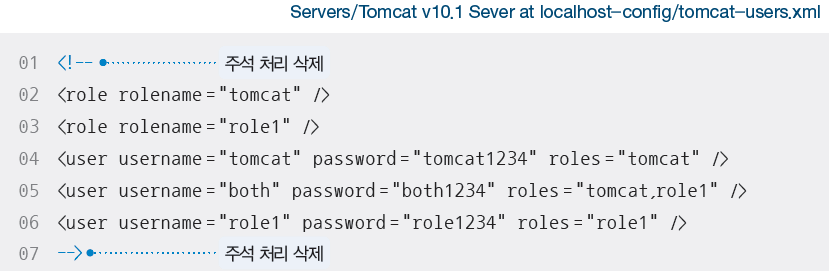 Servers/Tomcat v10.1 Sever at localhost-config/tomcat-users.xml
01 <!-- 주석 처리 삭제
02 <role rolename="tomcat" />
03 <role rolename="role1" />
04 <user username="tomcat" password="tomcat1234" roles="tomcat" />
05 <user username="both" password="both1234" roles="tomcat,role1" />
06 <user username="role1" password="role1234" roles="role1" />
07 --> 주석 처리 삭제